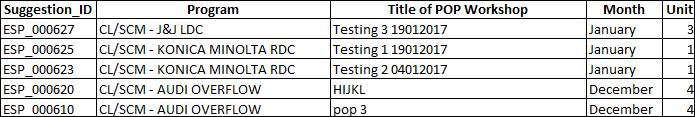 Suggestion_ID Program Title of POP Workshop Month Unit
ESP_000627 CL/SCM - J&J LDC Testing 3 19012017 January 3
ESP_000625 CL/SCM - KONICA MINOLTA RDC Testing 1 19012017 January 1
ESP_000623 CL/SCM - KONICA MINOLTA RDC Testing 2 04012017 January 1
ESP_000620 CL/SCM - AUDI OVERFLOW HIJKL December 4
ESP_000610 CL/SCM - AUDI OVERFLOW pop 3 December 4